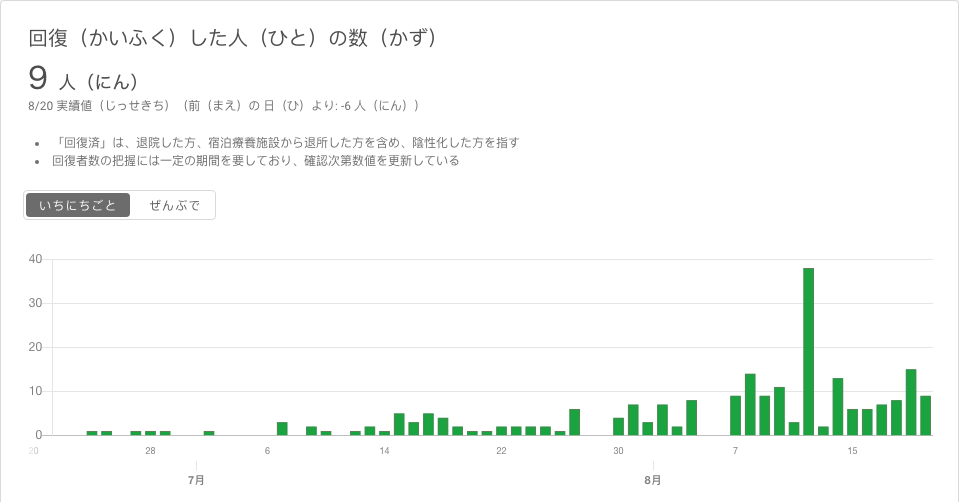 回復（かいふく）した人（ひと）の数（かず）
9 人（にん）
8/20 実績値（じっせきち）（前（まえ）の 日（ひ）より: -6 人（にん））
• 「回復済」は、退院した方、宿泊療養施設から退所した方を含め、陰性化した方を指す
• 回復者数の把握には一定の期間を要しており、確認次第数値を更新している
いちにちごと ぜんぶで
40
30
20
10
0
20 28 6 14 22 30 7 15
7月 8月